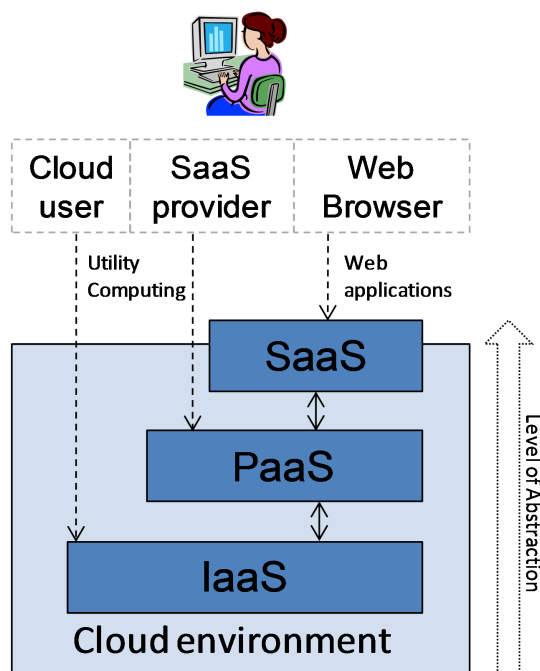 Cloud
user
SaaS
provider
Web
Browser
Utility
Computing
Web
applications
SaaS
PaaS
IaaS
Cloud environment
Level of Abstraction